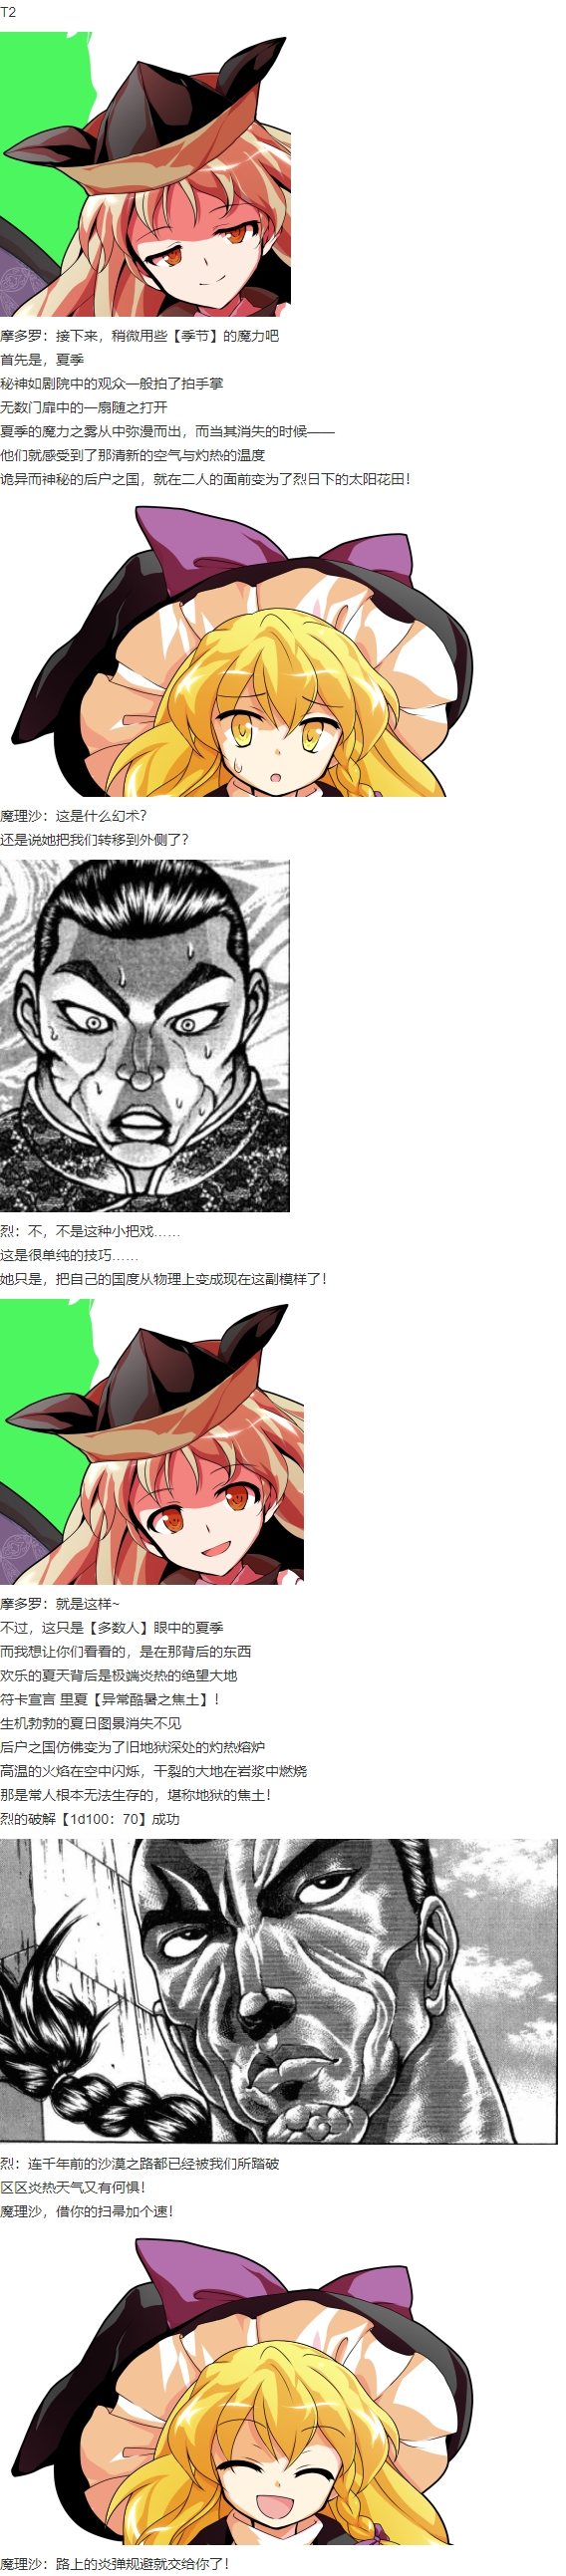 T2
摩多罗：接下来，稍微用些【季节】的魔力吧
首先是，夏季
秘神如剧院中的观众一般拍了拍手掌
无数门扉中的一扇随之打开
夏季的魔力之雾从中弥漫而出，而当其消失的时候——
他们就感受到了那清新的空气与灼热的温度
诡异而神秘的后户之国，就在二人的面前变为了烈日下的太阳花田！
魔理沙：这是什么幻术？
还是说她把我们转移到外侧了？
烈：不，不是这种小把戏……
这是很单纯的技巧……
她只是，把自己的国度从物理上变成现在这副模样了！
摩多罗：就是这样~
不过，这只是【多数人】眼中的夏季
而我想让你们看看的，是在那背后的东西
欢乐的夏天背后是极端炎热的绝望大地
符卡宣言 里夏【异常酷暑之焦土】！
生机勃勃的夏日图景消失不见
后户之国仿佛变为了旧地狱深处的灼热熔炉
高温的火焰在空中闪烁，干裂的大地在岩浆中燃烧
那是常人根本无法生存的，堪称地狱的焦土！
烈的破解【1d100：70】成功
烈：连千年前的沙漠之路都已经被我们所踏破
区区炎热天气又有何惧！
魔理沙，借你的扫帚加个速！
魔理沙：路上的炎弹规避就交给你了！